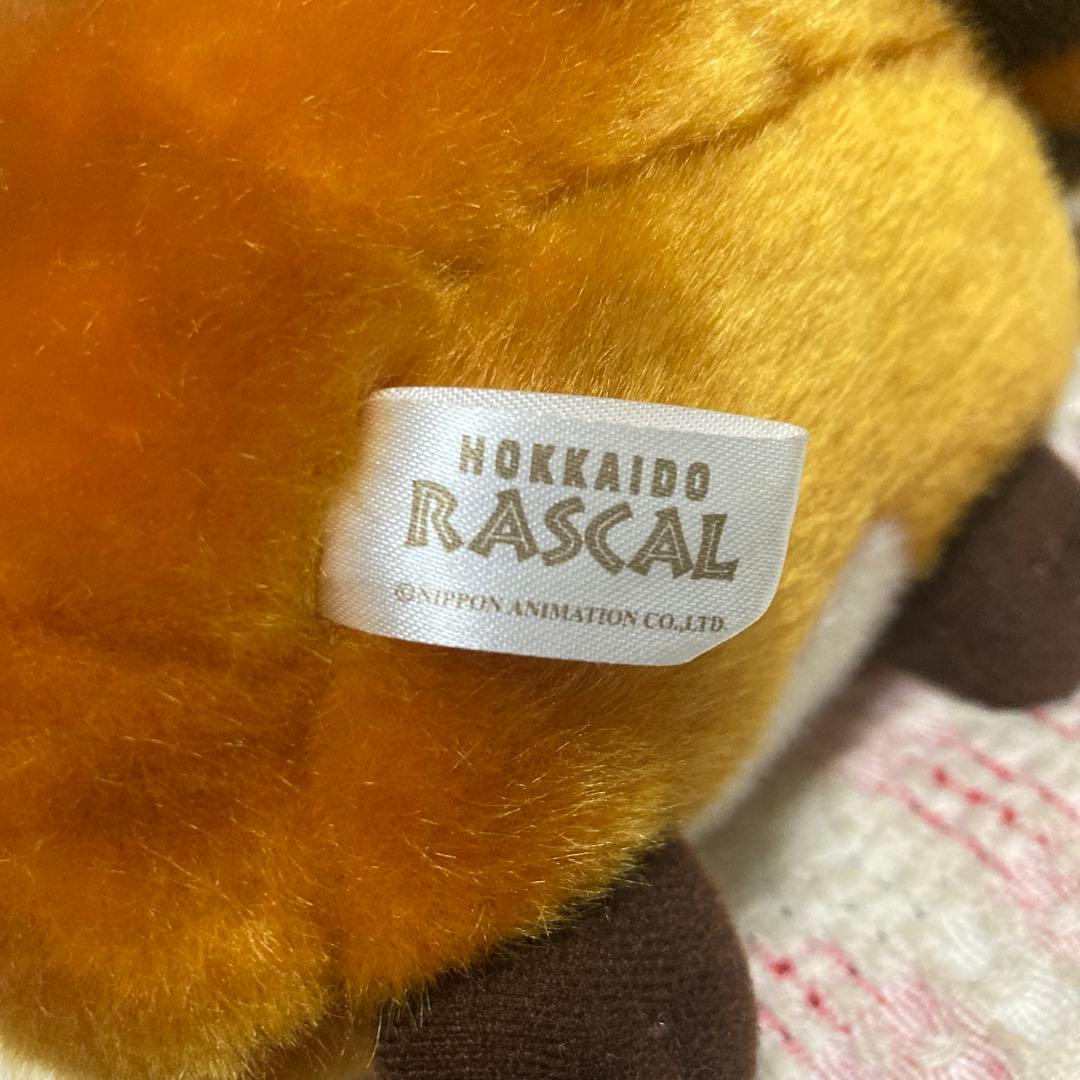 HOKKAIDO
RASCAL
©NIPPON ANIMATION CO.,LTD.